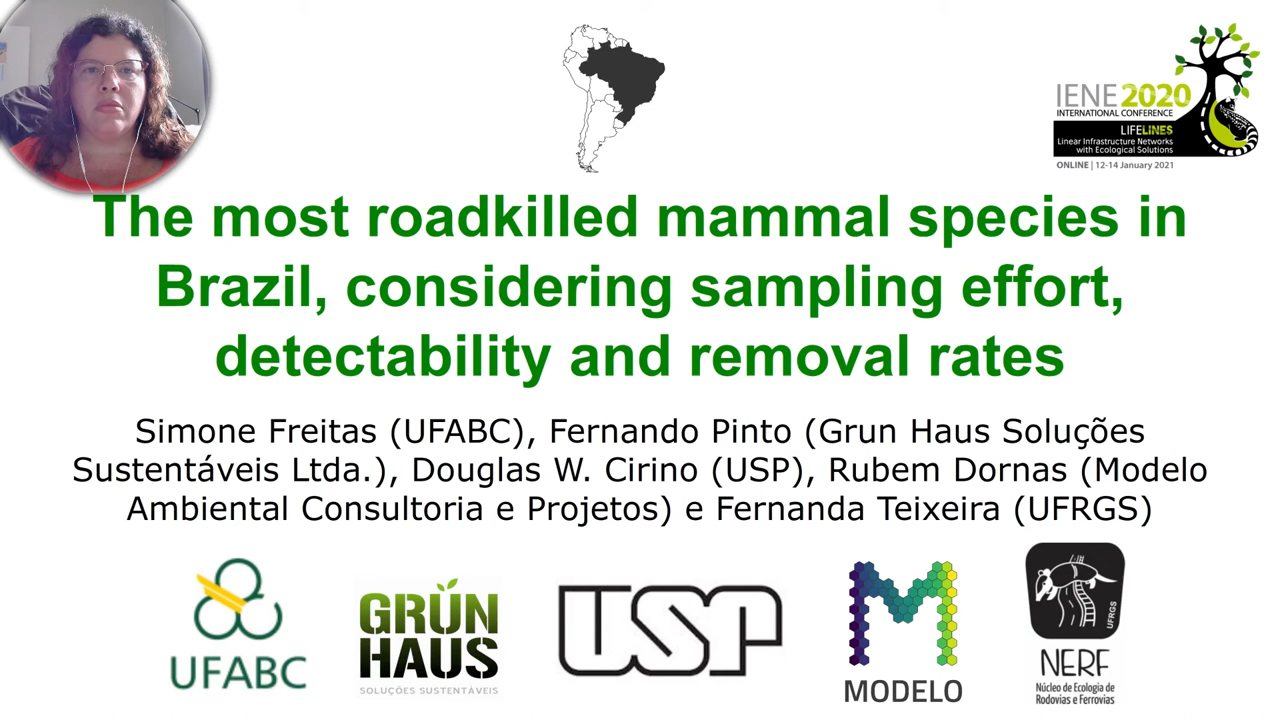 IENE2020
INTERNATIONAL CONFERENCE
LIFELINES
Linear Infrastructure Networks
with Ecological Solutions
ONLINE | 12-14 January 2021
The most roadkilled mammal species in
Brazil, considering sampling effort,
detectability and removal rates
Simone Freitas (UFABC), Fernando Pinto (Grun Haus Soluções
Sustentáveis Ltda.), Douglas W. Cirino (USP), Rubem Dornas (Modelo
Ambiental Consultoria e Projetos) e Fernanda Teixeira (UFRGS)
UFABC
GRÜN
HAUS
SOLUÇÕES SUSTENTÁVEIS
USP
M
MODELO
UFRGS
NERF
Núcleo de Ecologia de
Rodovias e Ferrovias